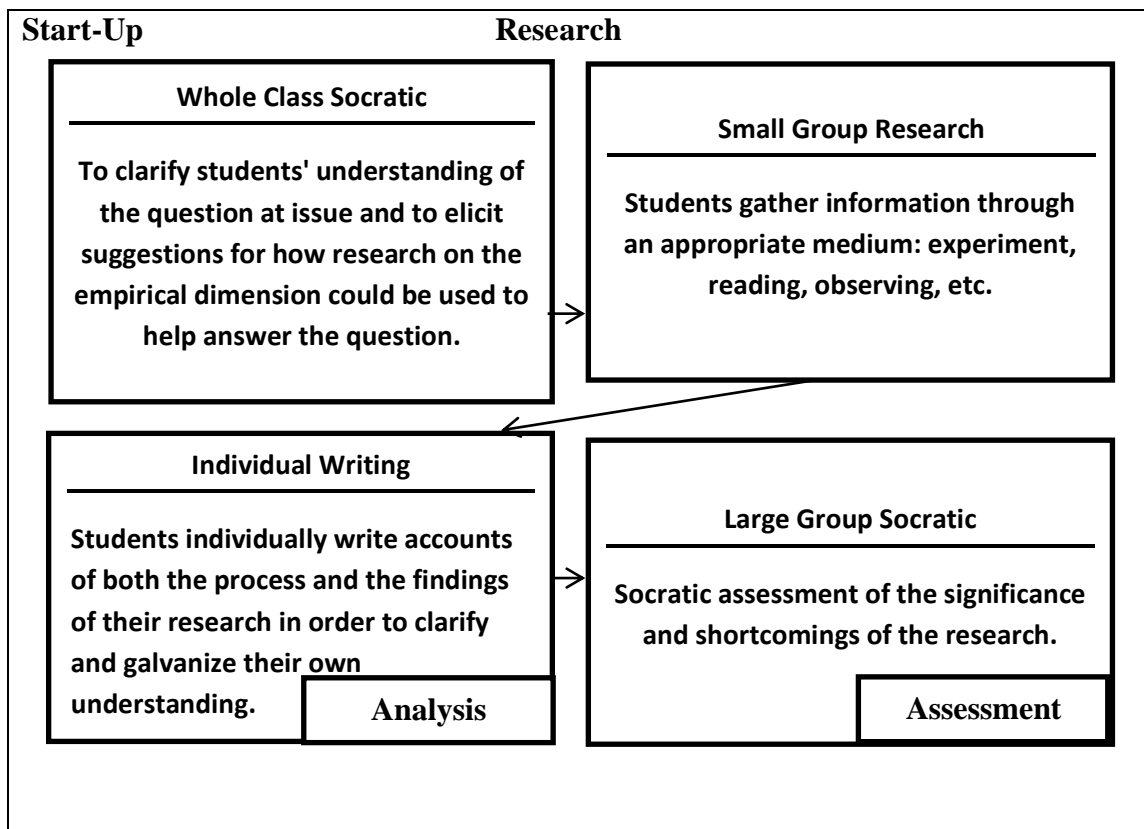 Start-Up
Research
Whole Class Socratic
To clarify students' understanding of
the question at issue and to elicit
suggestions for how research on the
empirical dimension could be used to
help answer the question.
Small Group Research
Students gather information through
an appropriate medium: experiment,
reading, observing, etc.
Individual Writing
Students individually write accounts
of both the process and the findings
of their research in order to clarify
and galvanize their own
understanding.
Analysis
Large Group Socratic
Socratic assessment of the significance
and shortcomings of the research.
Assessment